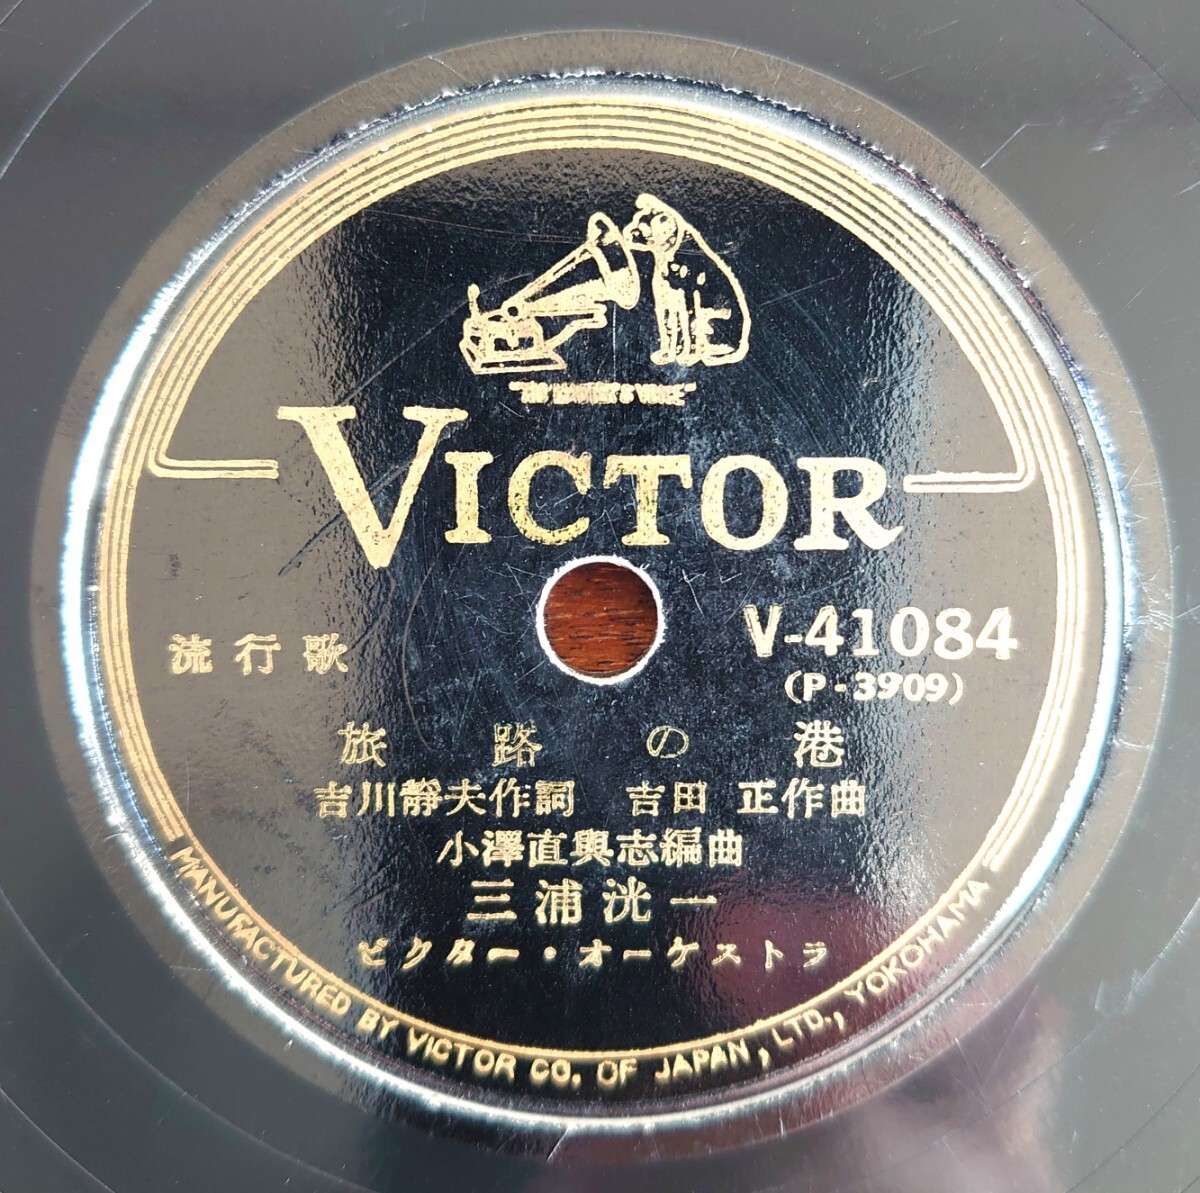 "HIS MASTER'S VOICE"
VICTOR
流行歌
V-41084
(P-3909)
旅路の港
吉川靜夫作詞 吉田 正作曲
小澤直與志編曲
三浦洸一
ビクター・オーケストラ
MANUFACTURED BY VICTOR CO. OF JAPAN, LTD., YOKOHAMA